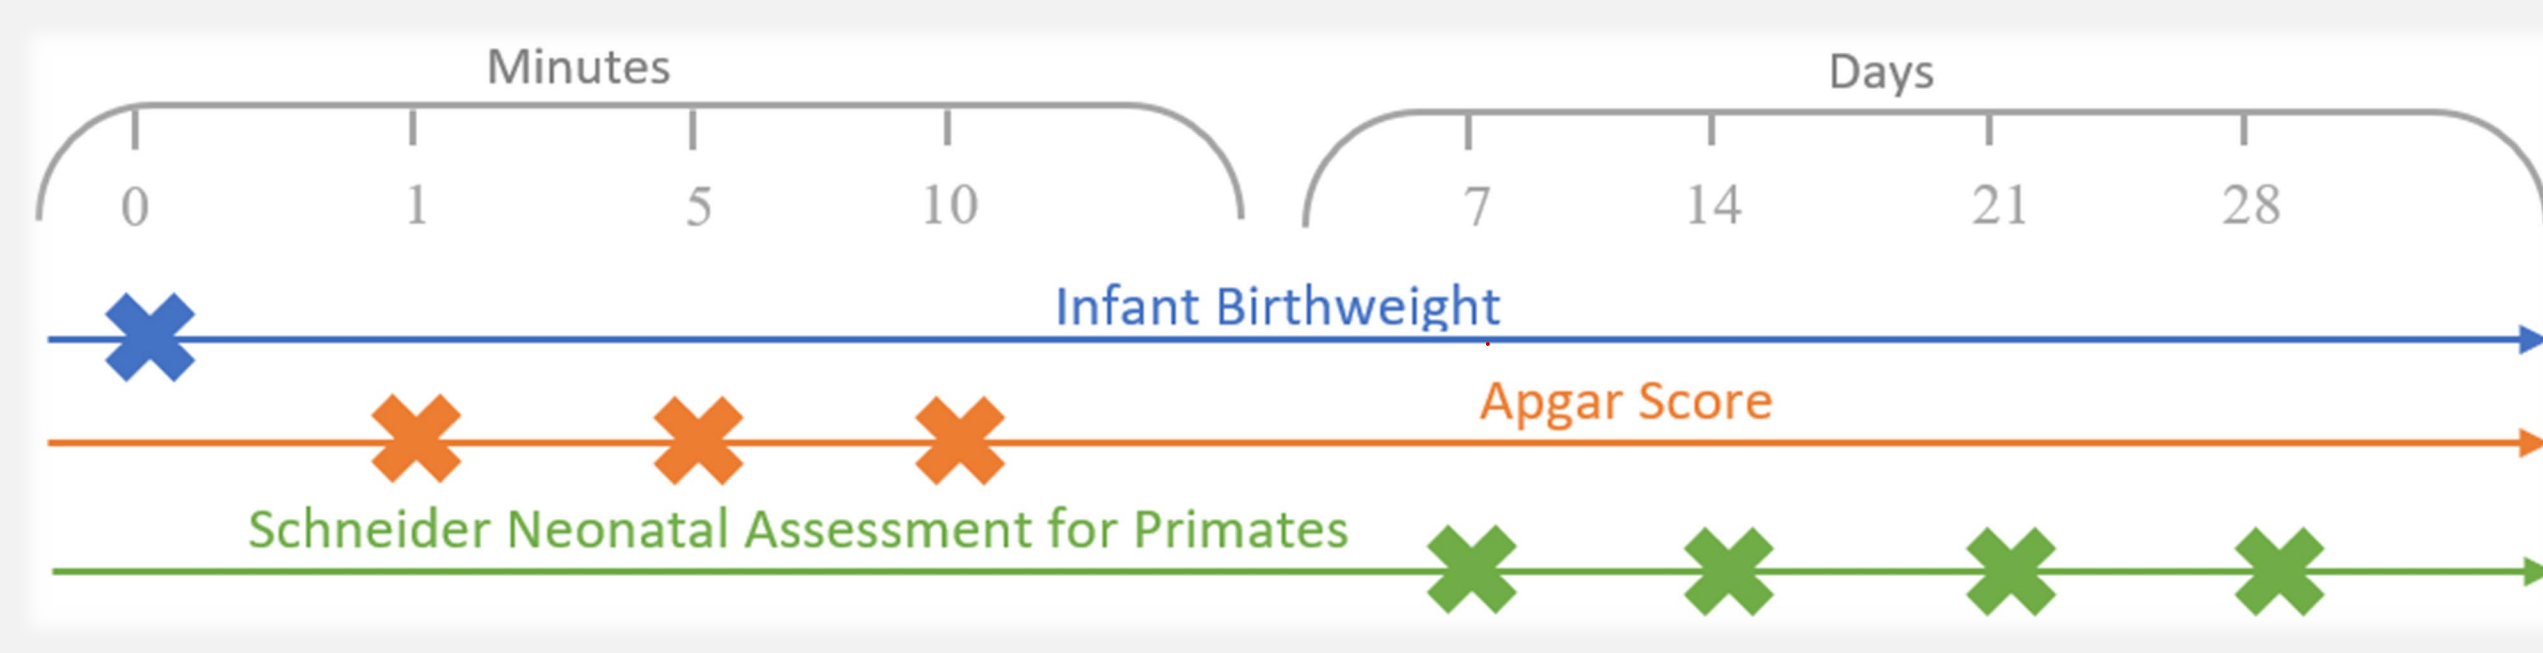 Minutes
Days
0 1 5 10 7 14 21 28
Infant Birthweight
Apgar Score
Schneider Neonatal Assessment for Primates